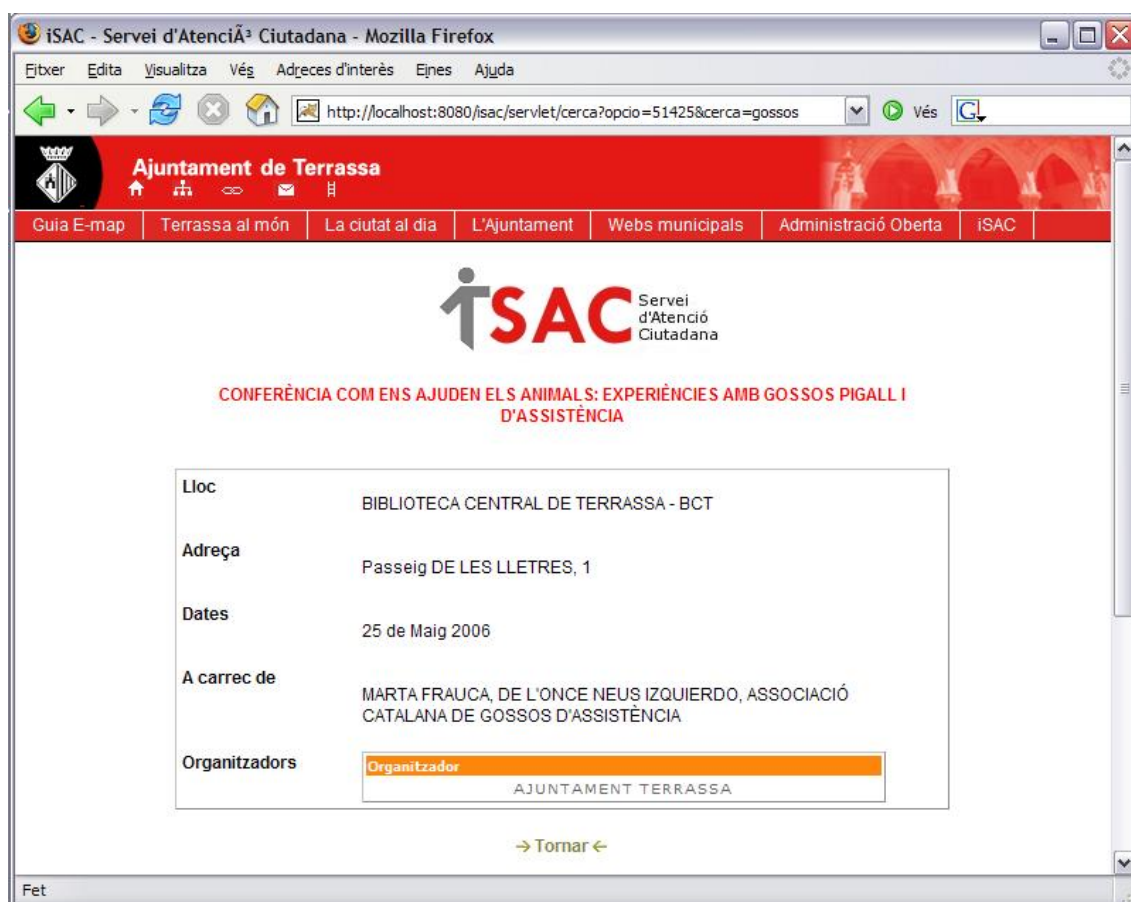 iSAC - Servei d'AtenciÃ³ Ciutadana - Mozilla Firefox
Fitxer Edita Visualitza Vés Adreces d'interès Eines Ajuda
http://localhost:8080/isac/servlet/cerca?opcio=51425&cerca=gossos Vés G
Ajuntament de Terrassa
Guia E-map Terrassa al món La ciutat al dia L'Ajuntament Webs municipals Administració Oberta iSAC
iSAC Servei
d'Atenció
Ciutadana
CONFERÈNCIA COM ENS AJUDEN ELS ANIMALS: EXPERIÈNCIES AMB GOSSOS PIGALL I
D'ASSISTÈNCIA
Lloc
BIBLIOTECA CENTRAL DE TERRASSA - BCT
Adreça
Passeig DE LES LLETRES, 1
Dates
25 de Maig 2006
A carrec de
MARTA FRAUCA, DE L'ONCE NEUS IZQUIERDO, ASSOCIACIÓ
CATALANA DE GOSSOS D'ASSISTÈNCIA
Organitzadors
Organitzador
AJUNTAMENT TERRASSA
→ Tornar ←
Fet